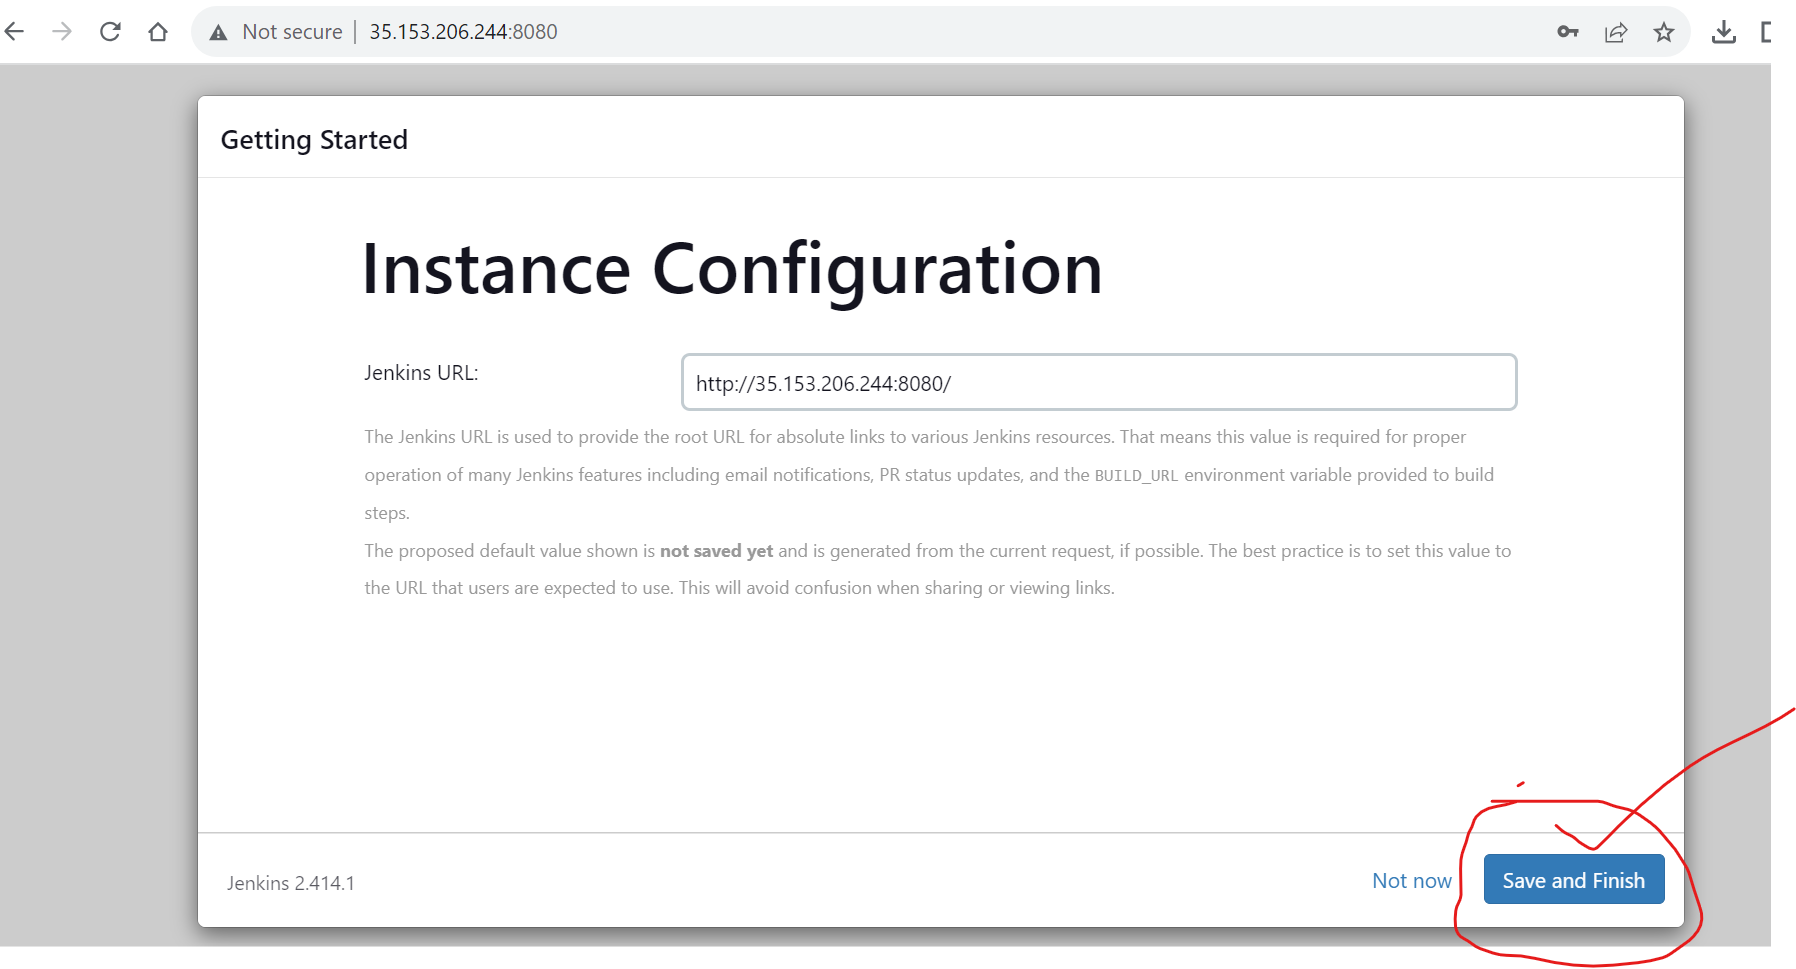 Not secure | 35.153.206.244:8080
Getting Started
Instance Configuration
Jenkins URL:
http://35.153.206.244:8080/
The Jenkins URL is used to provide the root URL for absolute links to various Jenkins resources. That means this value is required for proper
operation of many Jenkins features including email notifications, PR status updates, and the BUILD_URL environment variable provided to build
steps.
The proposed default value shown is not saved yet and is generated from the current request, if possible. The best practice is to set this value to
the URL that users are expected to use. This will avoid confusion when sharing or viewing links.
Jenkins 2.414.1
Not now
Save and Finish